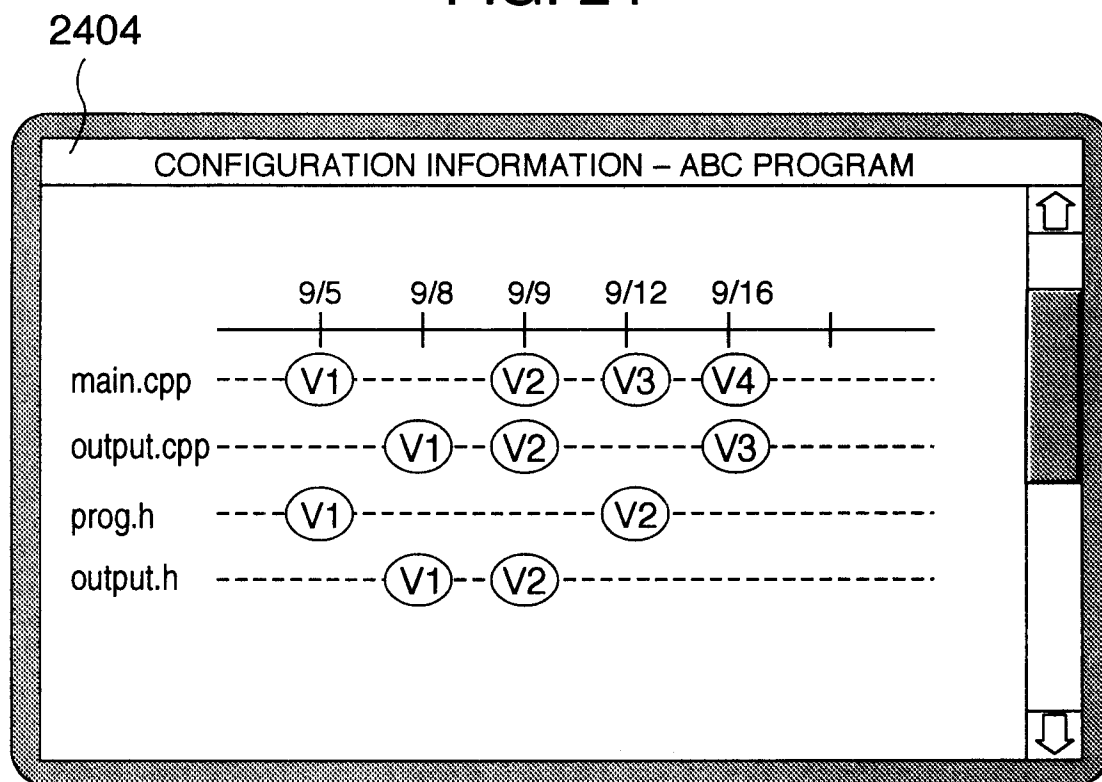 2404
CONFIGURATION INFORMATION – ABC PROGRAM
9/5 9/8 9/9 9/12 9/16
main.cpp V1 V2 V3 V4
output.cpp V1 V2 V3
prog.h V1 V2
output.h V1 V2